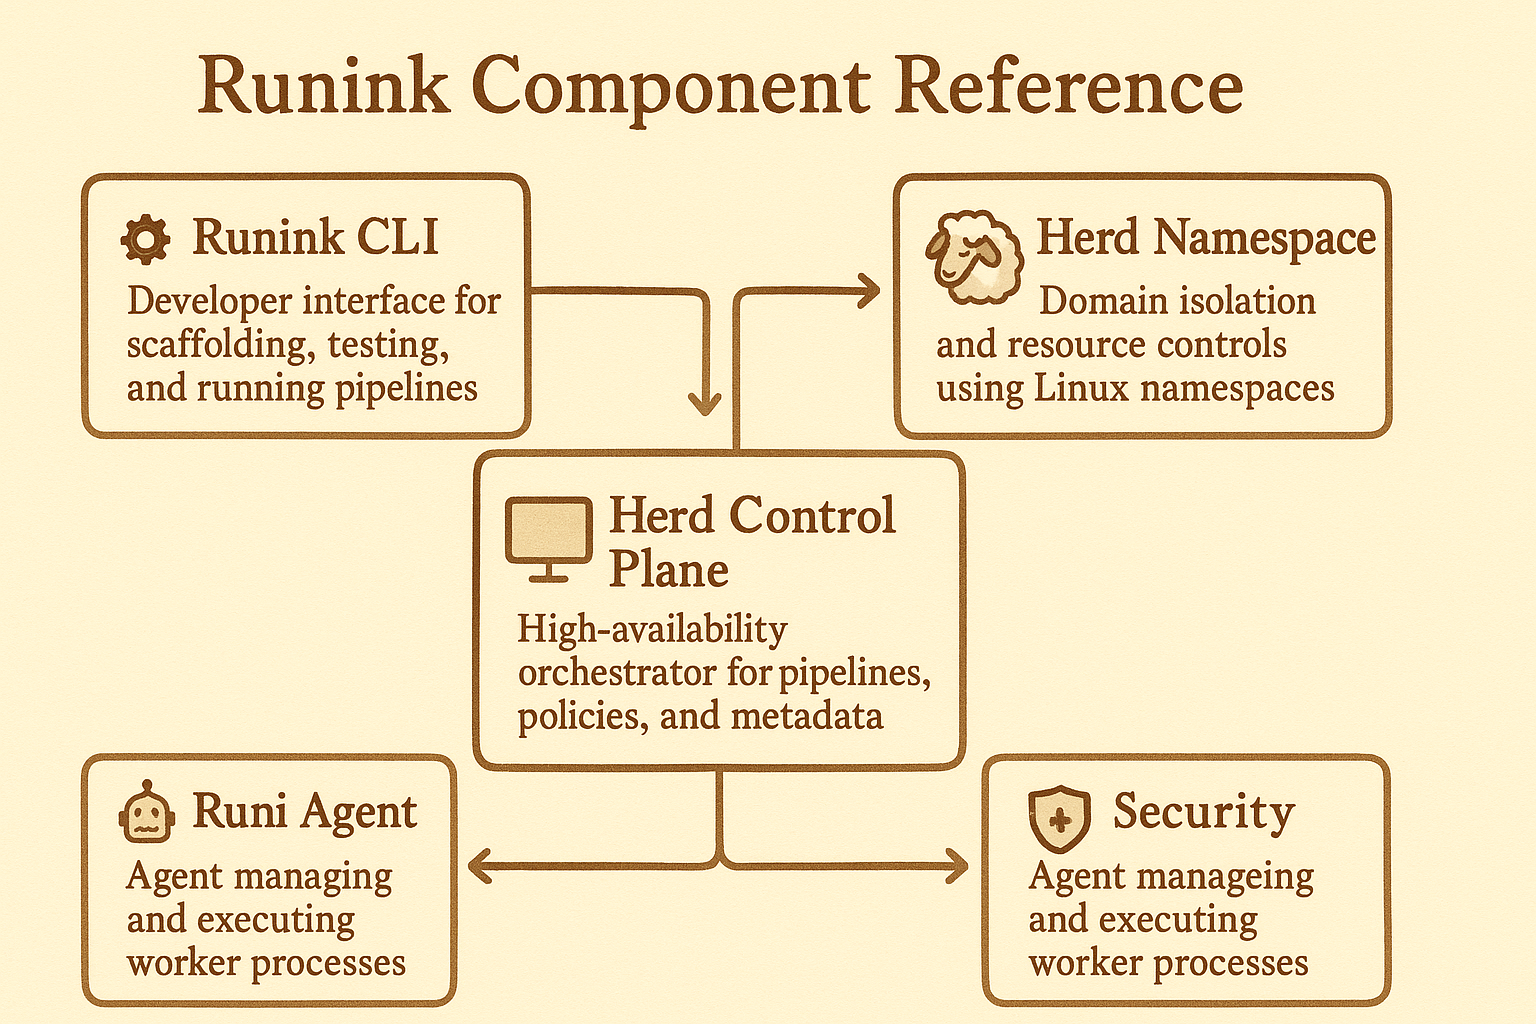 Runink Component Reference
Runink CLI
Developer interface for
scaffolding, testing,
and running pipelines
Herd Namespace
Domain isolation
and resource controls
using Linux namespaces
Herd Control
Plane
High-availability
orchestrator for pipelines,
policies, and metadata
Runi Agent
Agent managing
and executing
worker processes
Security
Agent manageing
and executing
worker processes